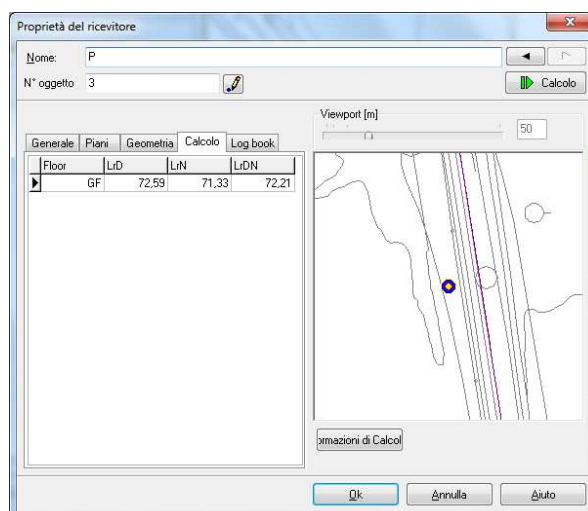 Proprietà del ricevitore
Nome: P
N° oggetto 3 Calcolo
Viewport [m]
50
Generale Piani Geometria Calcolo Log book
Floor LrD LrN LrDN
GF 72,59 71,33 72,21
ormazioni di Calcol
Ok Annulla Aiuto